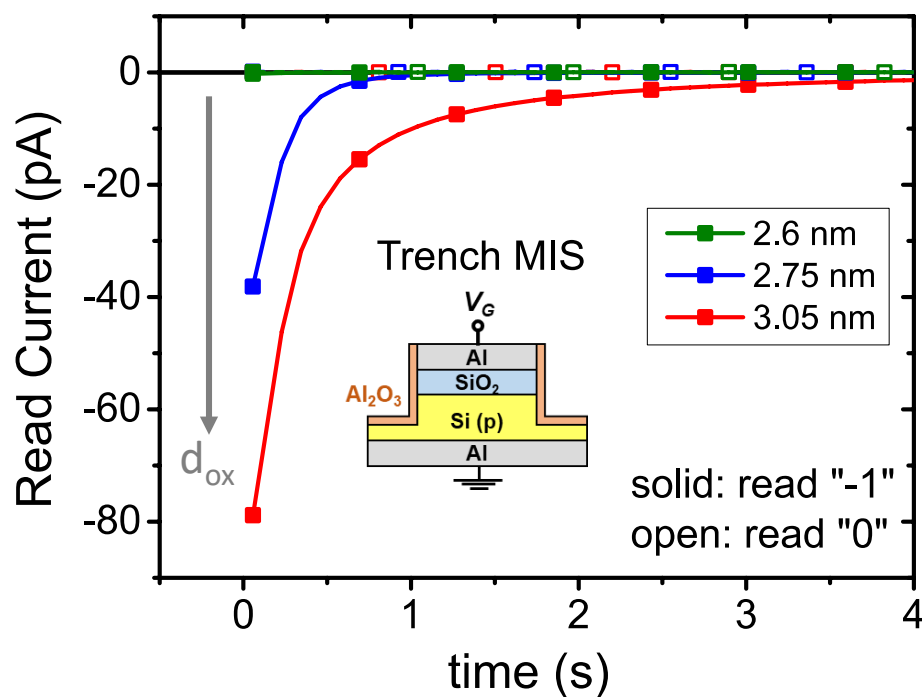 Read Current (pA)
0
-20
-40
-60
-80
d_ox
Trench MIS
V_G
Al
SiO₂
Al₂O₃
Si (p)
Al
2.6 nm
2.75 nm
3.05 nm
solid: read "-1"
open: read "0"
0 1 2 3 4
time (s)